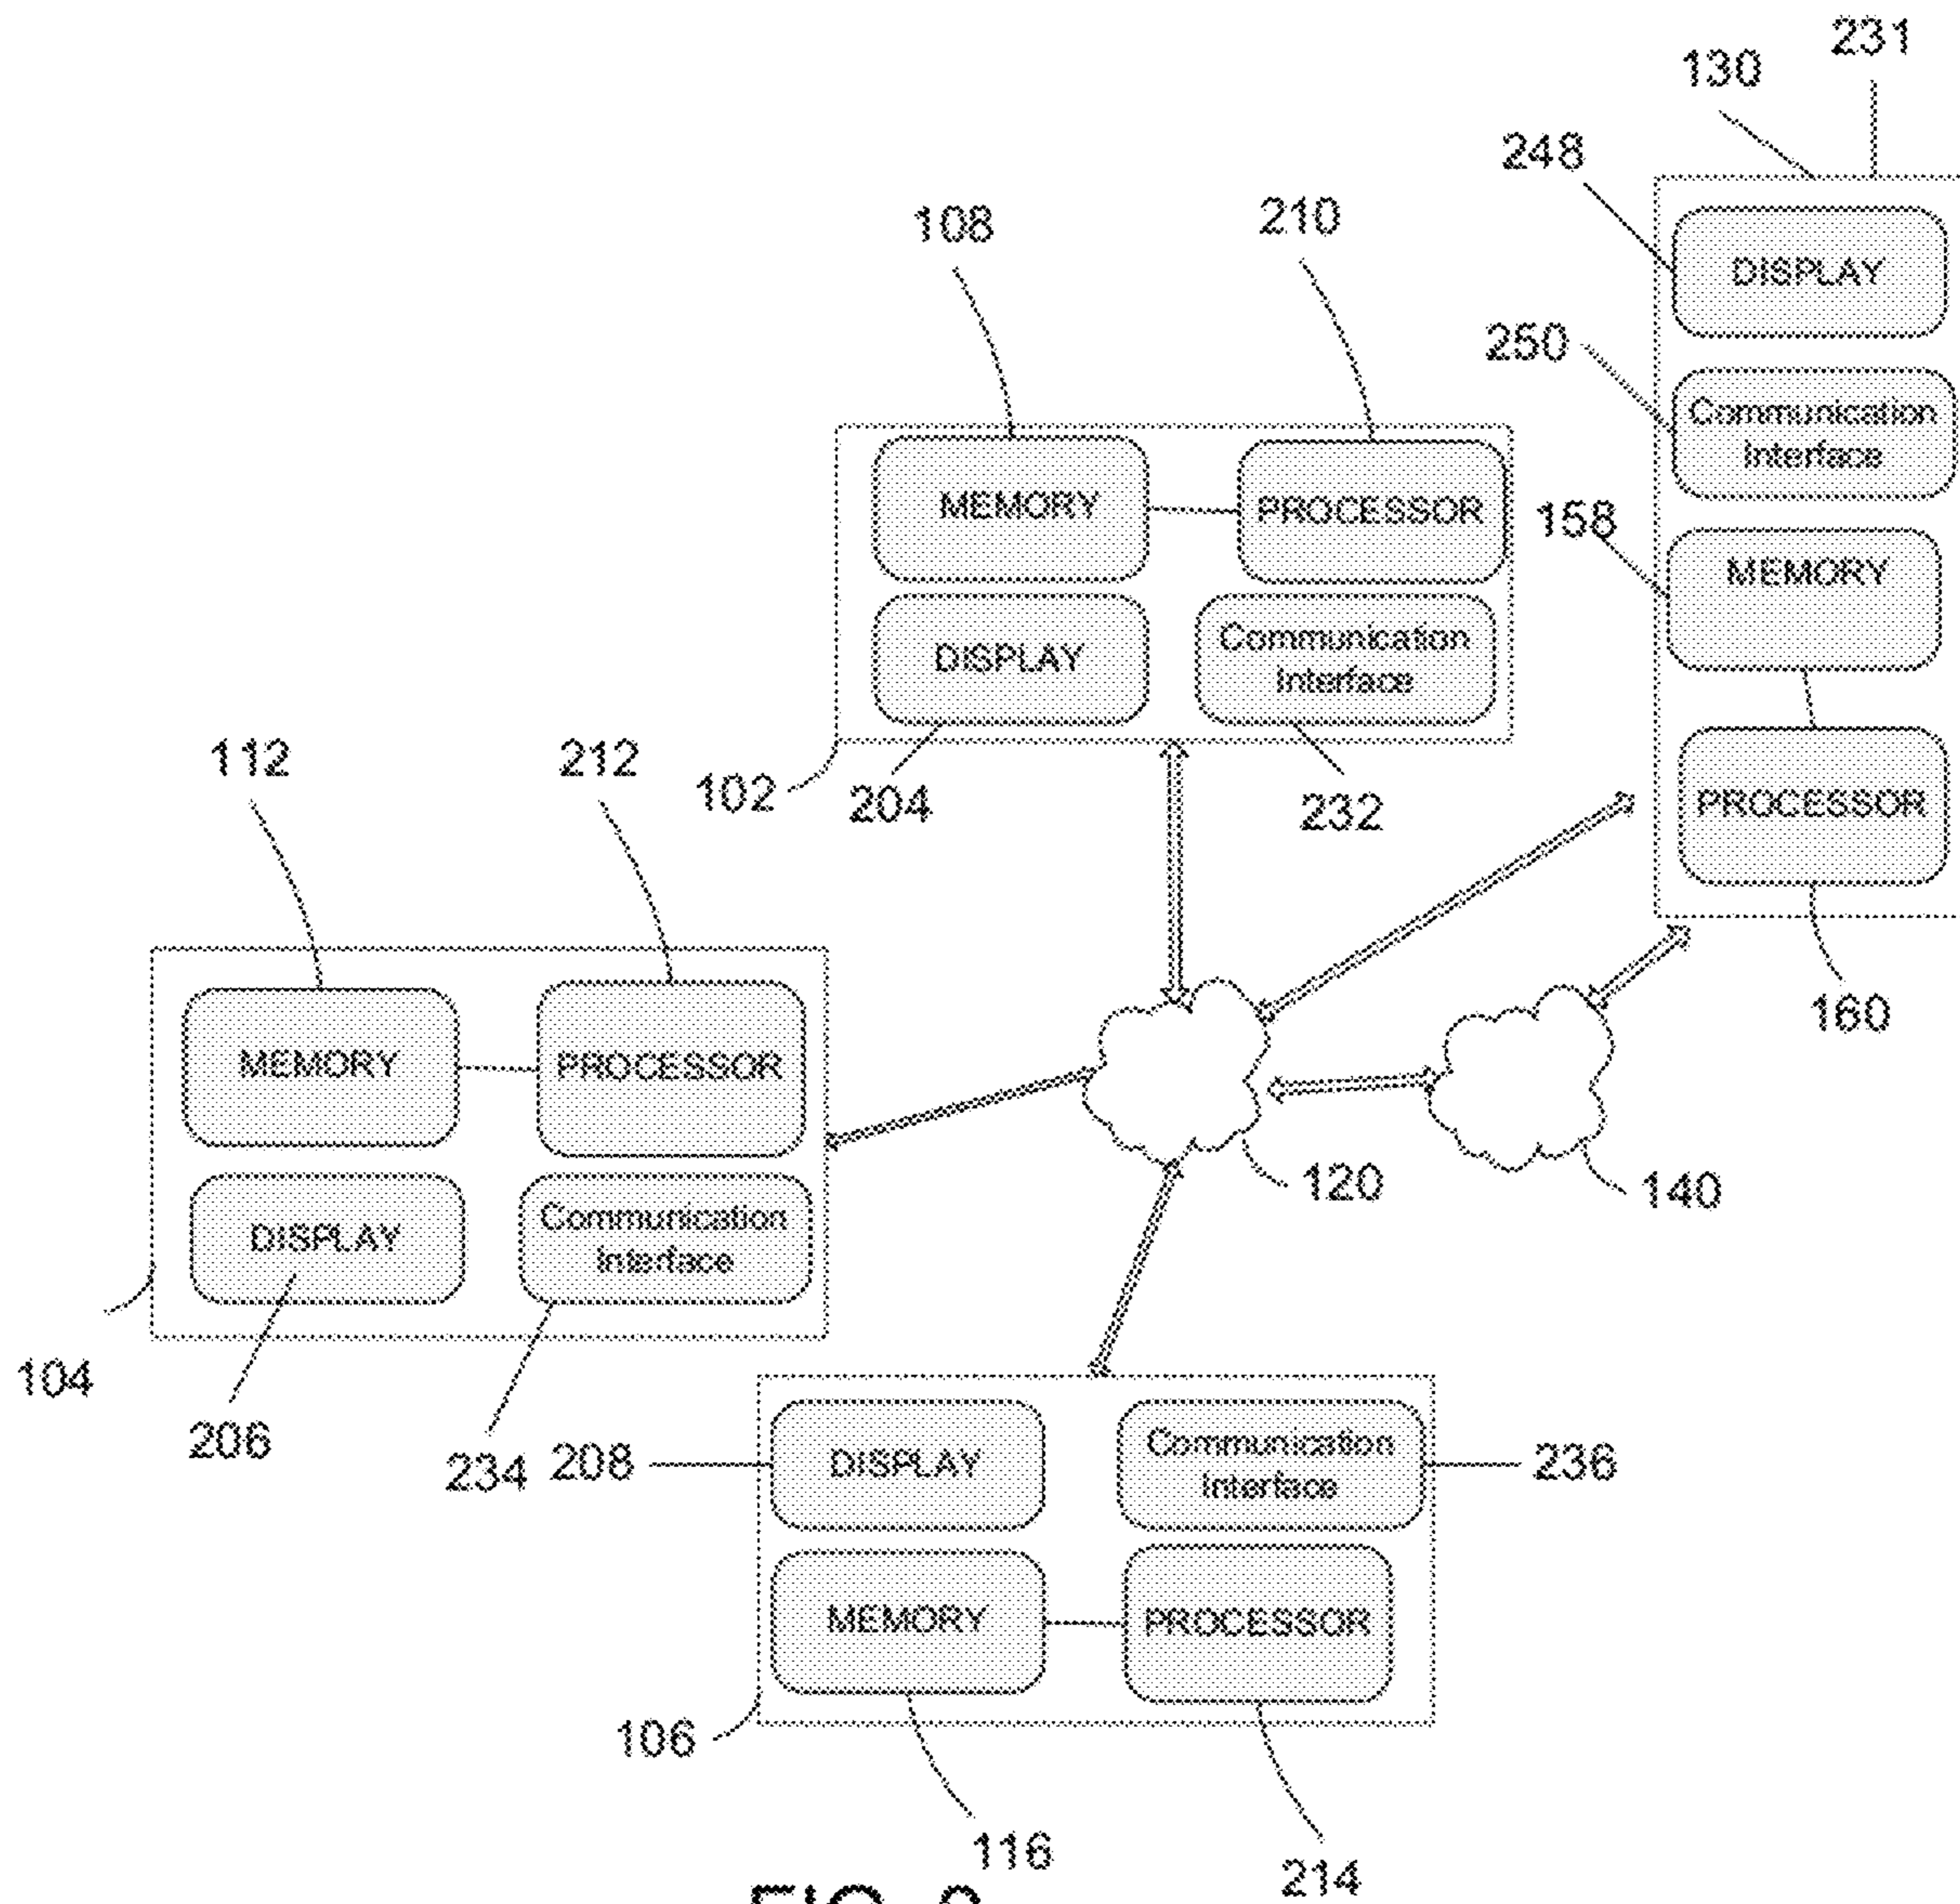 231
130
248
108
210
DISPLAY
250
Communication
Interface
MEMORY
PROCESSOR
158
MEMORY
DISPLAY
Communication
Interface
112
212
102
204
232
PROCESSOR
MEMORY
PROCESSOR
160
120
140
DISPLAY
Communication
Interface
104
206
234
208
DISPLAY
Communication
Interface
236
MEMORY
PROCESSOR
106
116
214
FIG.